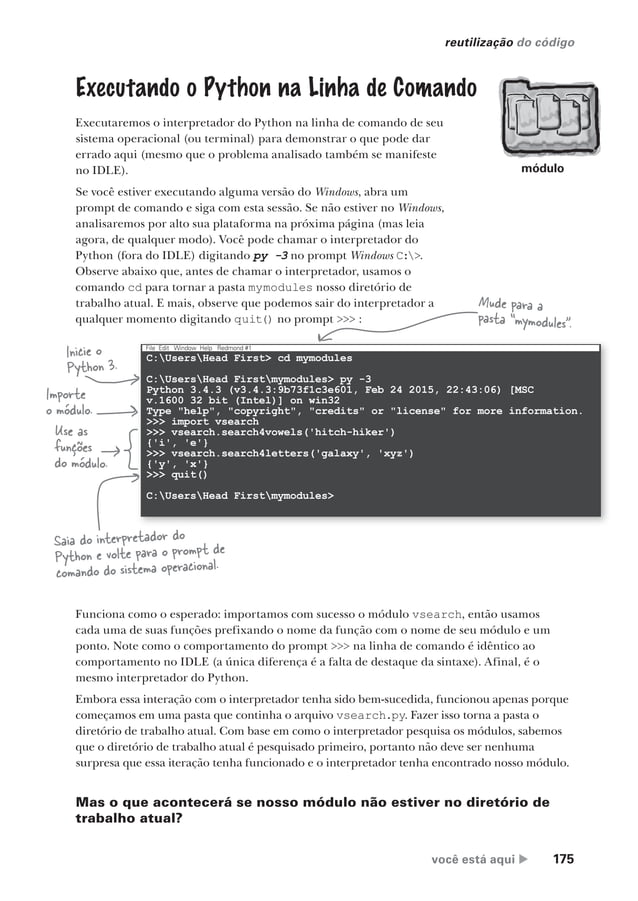 reutilização do código
Executando o Python na Linha de Comando
Executaremos o interpretador do Python na linha de comando de seu
sistema operacional (ou terminal) para demonstrar o que pode dar
errado aqui (mesmo que o problema analisado também se manifeste
no IDLE).
módulo
Se você estiver executando alguma versão do Windows, abra um
prompt de comando e siga com esta sessão. Se não estiver no Windows,
analisaremos por alto sua plataforma na próxima página (mas leia
agora, de qualquer modo). Você pode chamar o interpretador do
Python (fora do IDLE) digitando py -3 no prompt Windows C:\>.
Observe abaixo que, antes de chamar o interpretador, usamos o
comando cd para tornar a pasta mymodules nosso diretório de
trabalho atual. E mais, observe que podemos sair do interpretador a
qualquer momento digitando quit() no prompt >>> :
Mude para a
pasta "mymodules".
Inicie o
Python 3.
Importe
o módulo.
Use as
funções
do módulo.
File Edit Window Help Redmond #1
C:\Users\Head First> cd mymodules
C:\Users\Head First\mymodules> py -3
Python 3.4.3 (v3.4.3:9b73f1c3e601, Feb 24 2015, 22:43:06) [MSC
v.1600 32 bit (Intel)] on win32
Type "help", "copyright", "credits" or "license" for more information.
>>> import vsearch
>>> vsearch.search4vowels('hitch-hiker')
{'i', 'e'}
>>> vsearch.search4letters('galaxy', 'xyz')
{'y', 'x'}
>>> quit()
C:\Users\Head First\mymodules>
Saia do interpretador do
Python e volte para o prompt de
comando do sistema operacional.
Funciona como o esperado: importamos com sucesso o módulo vsearch, então usamos
cada uma de suas funções prefixando o nome da função com o nome de seu módulo e um
ponto. Note como o comportamento do prompt >>> na linha de comando é idêntico ao
comportamento no IDLE (a única diferença é a falta de destaque da sintaxe). Afinal, é o
mesmo interpretador do Python.
Embora essa interação com o interpretador tenha sido bem-sucedida, funcionou apenas porque
começamos em uma pasta que continha o arquivo vsearch.py. Fazer isso torna a pasta o
diretório de trabalho atual. Com base em como o interpretador pesquisa os módulos, sabemos
que o diretório de trabalho atual é pesquisado primeiro, portanto não deve ser nenhuma
surpresa que essa iteração tenha funcionado e o interpretador tenha encontrado nosso módulo.
Mas o que acontecerá se nosso módulo não estiver no diretório de
trabalho atual?
você está aqui ▶ 175